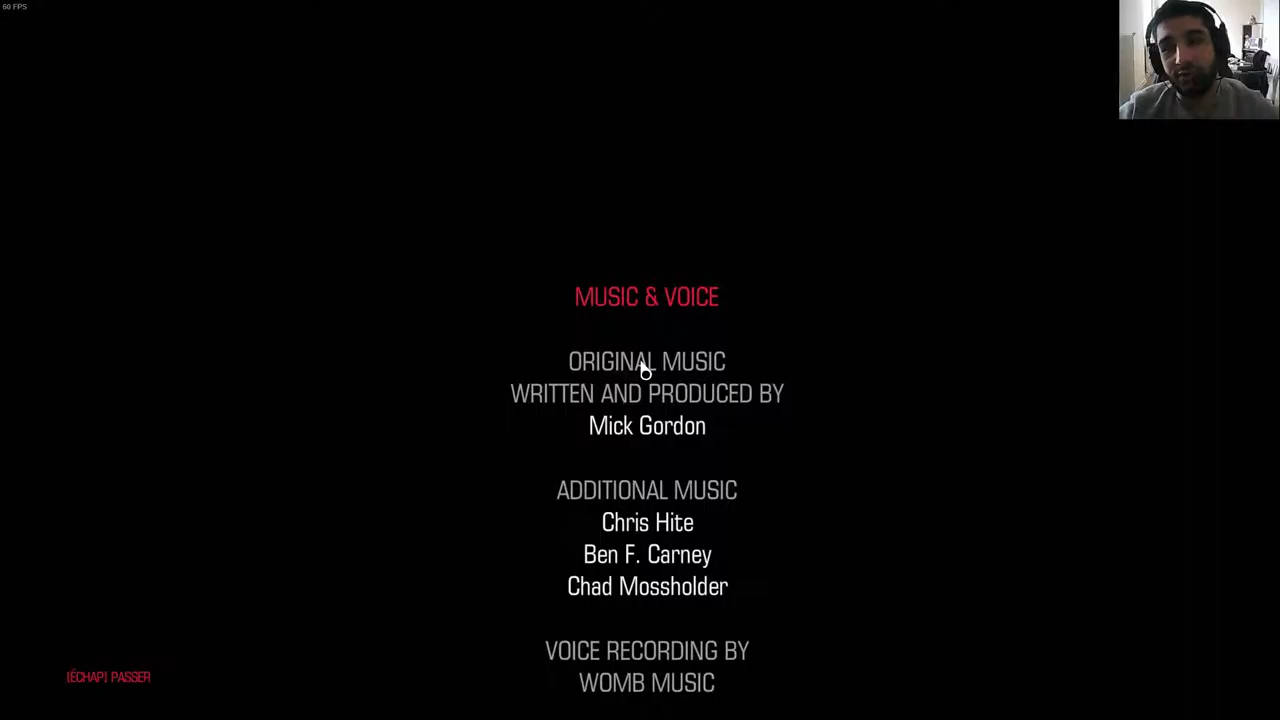 60 FPS
MUSIC & VOICE
ORIGINAL MUSIC
WRITTEN AND PRODUCED BY
Mick Gordon
ADDITIONAL MUSIC
Chris Hite
Ben F. Carney
Chad Mossholder
VOICE RECORDING BY
WOMB MUSIC
[ÉCHAP] PASSER